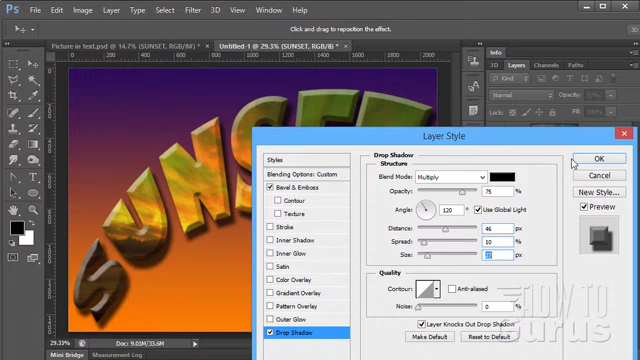 Ps File Edit Image Layer Type Select Filter 3D View Window Help
Click and drag to reposition the effect.
Picture in text.psd @ 14.7% (SUNSET, RGB/8#) * ×
Untitled-1 @ 29.3% (SUNSET, RGB/8) * ×
Info
3D Layers Channels Paths
Kind
Normal
Lock:
SUNSET
Layer Style
Styles
Blending Options: Custom
Bevel & Emboss
Contour
Texture
Stroke
Inner Shadow
Inner Glow
Satin
Color Overlay
Gradient Overlay
Pattern Overlay
Outer Glow
Drop Shadow
Drop Shadow
Structure
Blend Mode: Multiply
Opacity: 75 %
Angle: 120 ° Use Global Light
Distance: 46 px
Spread: 10 %
Size: 27 px
Quality
Contour: Anti-aliased
Noise: 0 %
Layer Knocks Out Drop Shadow
Make Default Reset to Default
OK
Cancel
New Style...
Preview
HOW TO
Gurus
29.33% Doc: 9.01M/33.6M
Mini Bridge Measurement Log